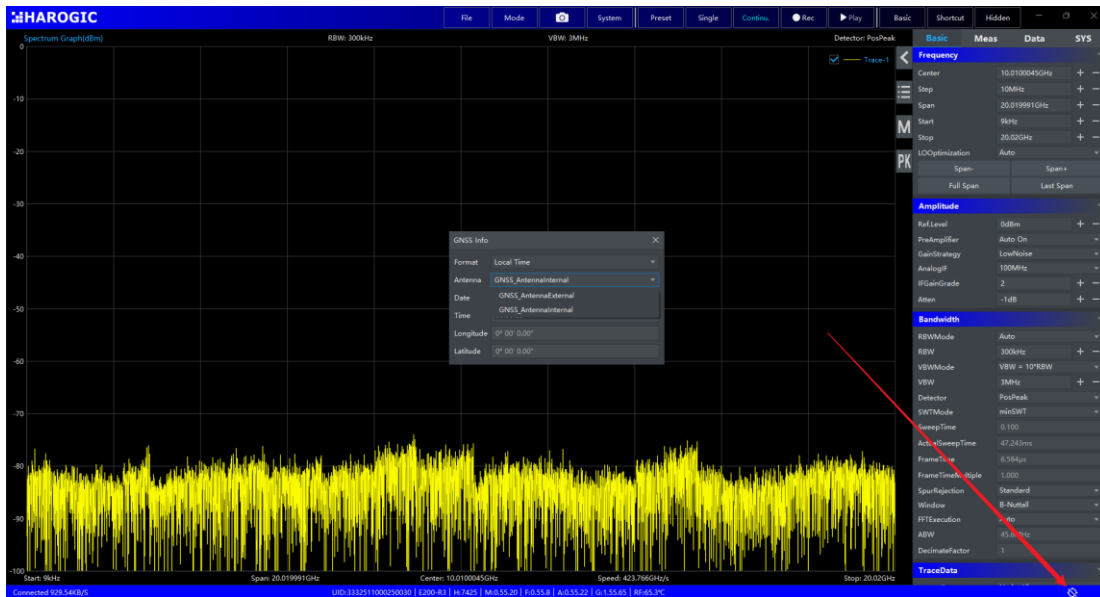 HAROGIC
File Mode System Preset Single Continu. Rec Play Basic Shortcut Hidden
Spectrum Graph(dBm) RBW: 300kHz VBW: 3MHz Detector: PosPeak
Basic Meas Data SYS
0
Trace-1
Frequency
Center 10.0100045GHz + −
Step 10MHz + −
-10
Span 20.019991GHz + −
M
Start 9kHz + −
Stop 20.02GHz + −
-20
LOOptimization Auto
PK
Span- Span+
Full Span Last Span
-30
Amplitude
Ref.Level 0dBm + −
PreAmplifier Auto On
GNSS Info ×
GainStrategy LowNoise
-40
Format Local Time
AnalogIF 100MHz
Antenna GNSS_AntennaInternal
IFGainGrade 2 + −
Date GNSS_AntennaExternal
Atten -1dB + −
GNSS_AntennaInternal
-50
Time
Bandwidth
Longitude 0° 00' 0.00"
RBWMode Auto
Latitude 0° 00' 0.00"
RBW 300kHz + −
-60
VBWMode VBW = 10*RBW
VBW 3MHz + −
Detector PosPeak
-70
SWTMode minSWT
SweepTime 0.100
ActualSweepTime 47.243ms
FrameTime 6.584μs
-80
FrameTimeMultiple 1.000
SpurRejection Standard
Window B-Nuttall
-90
FFTExecution Auto
ABW
DecimateFactor 1
-100
TraceData
Start: 9kHz Span: 20.019991GHz Center: 10.0100045GHz Speed: 423.766GHz/s Stop: 20.02GHz
Connected 929.54KB/S UID:3332511000250030 | E200-R3 | H:7425 | M:0.55.20 | F:0.55.8 | A:0.55.22 | G:1.55.65 | RF:65.3℃